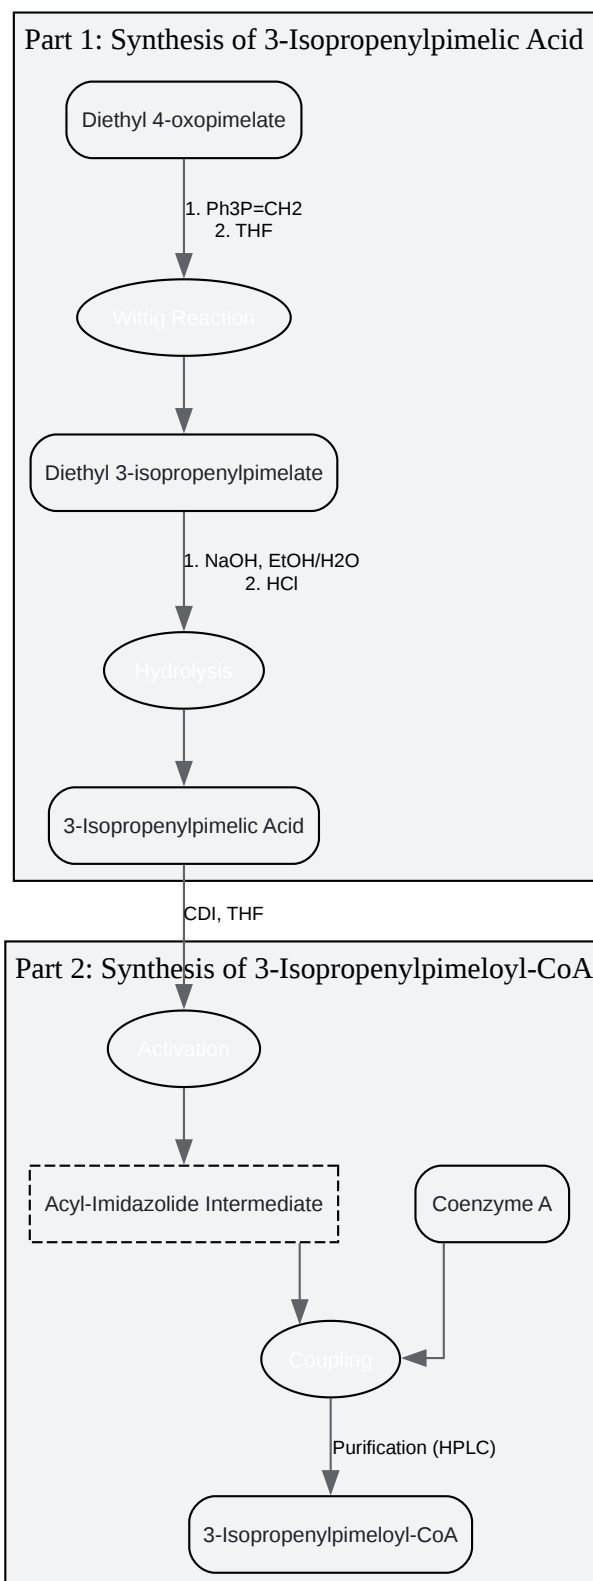 Part 1: Synthesis of 3-Isopropenylpimelic Acid
Diethyl 4-oxopimelate
1. Ph3P=CH2
2. THF
Wittig Reaction
Diethyl 3-isopropenylpimelate
1. NaOH, EtOH/H2O
2. HCl
Hydrolysis
3-Isopropenylpimelic Acid
CDI, THF
Part 2: Synthesis of 3-Isopropenylpimeloyl-CoA
Activation
Acyl-Imidazolide Intermediate
Coenzyme A
Coupling
Purification (HPLC)
3-Isopropenylpimeloyl-CoA